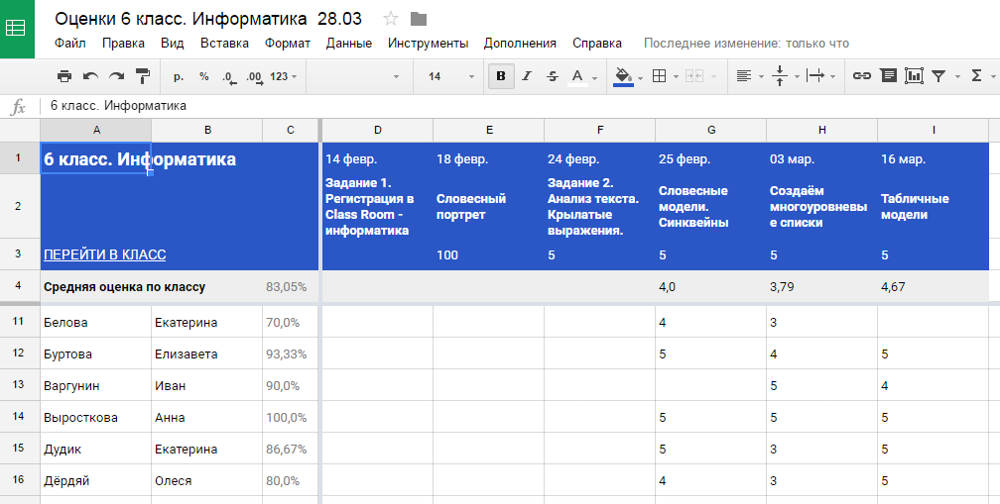 Оценки 6 класс. Информатика 28.03
Файл Правка Вид Вставка Формат Данные Инструменты Дополнения Справка Последнее изменение: только что
р. % .0 .00 123 14 B I S A Σ
fx 6 класс. Информатика
A B C D E F G H I
1 6 класс. Информатика 14 февр. 18 февр. 24 февр. 25 февр. 03 мар. 16 мар.
2 Задание 1. Регистрация в Class Room - информатика Словесный портрет Задание 2. Анализ текста. Крылатые выражения. Словесные модели. Синквейны Создаём многоуровневы е списки Табличные модели
3 ПЕРЕЙТИ В КЛАСС 100 5 5 5 5
4 Средняя оценка по классу 83,05% 4,0 3,79 4,67
11 Белова Екатерина 70,0% 4 3
12 Буртова Елизавета 93,33% 5 4 5
13 Варгунин Иван 90,0% 5 4
14 Выросткова Анна 100,0% 5 5 5
15 Дудик Екатерина 86,67% 5 3 5
16 Дёрдяй Олеся 80,0% 4 3 5